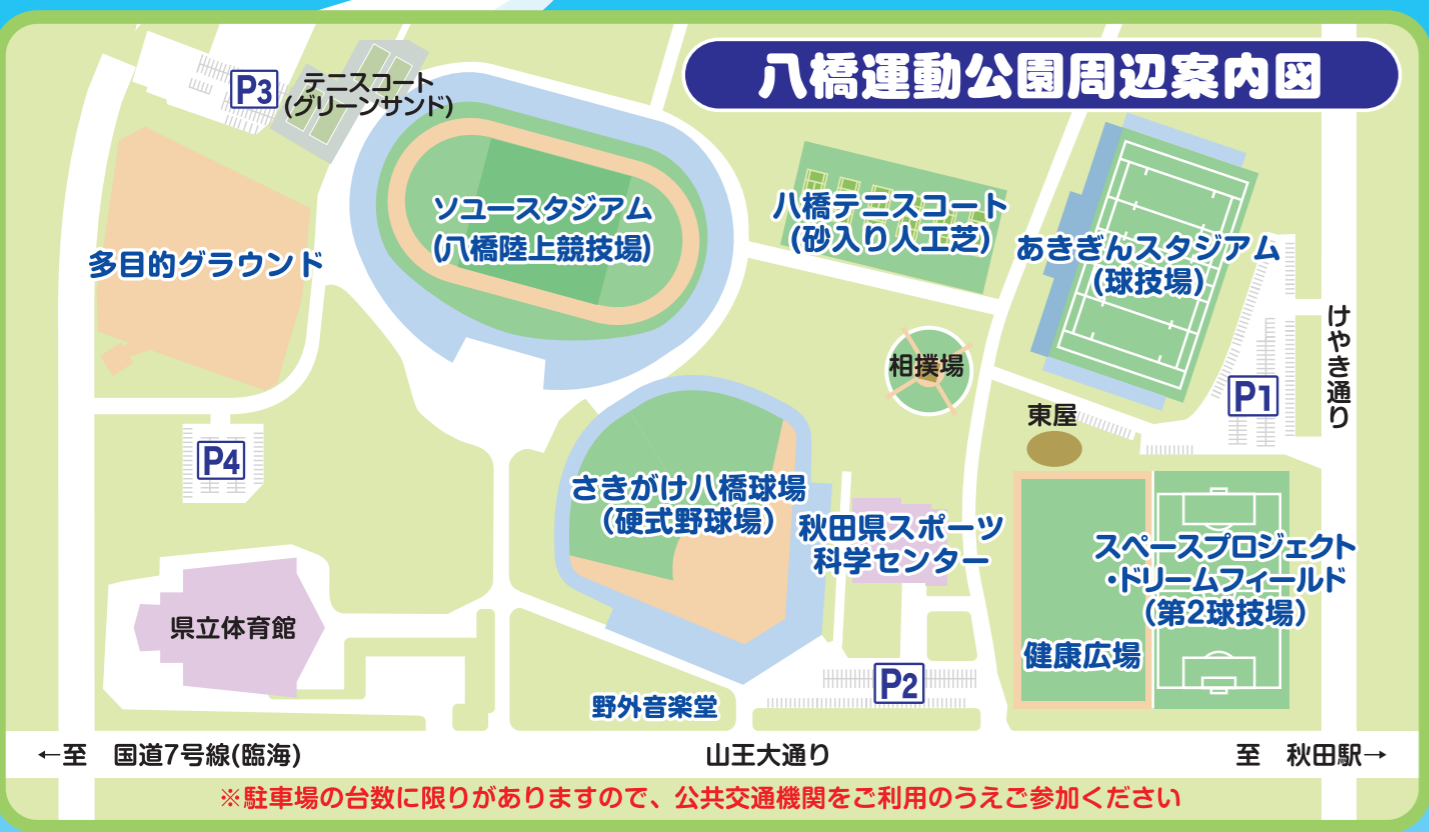 八橋運動公園周辺案内図
P3
テニスコート
(グリーンサンド)
ソユースタジアム
(八橋陸上競技場)
八橋テニスコート
(砂入り人工芝)
あきぎんスタジアム
(球技場)
多目的グラウンド
けやき通り
相撲場
P1
東屋
P4
さきがけ八橋球場
(硬式野球場)
秋田県スポーツ
科学センター
スペースプロジェクト
・ドリームフィールド
(第2球技場)
県立体育館
健康広場
P2
野外音楽堂
←至 国道7号線(臨海)
山王大通り
至 秋田駅→
※駐車場の台数に限りがありますので、公共交通機関をご利用のうえご参加ください